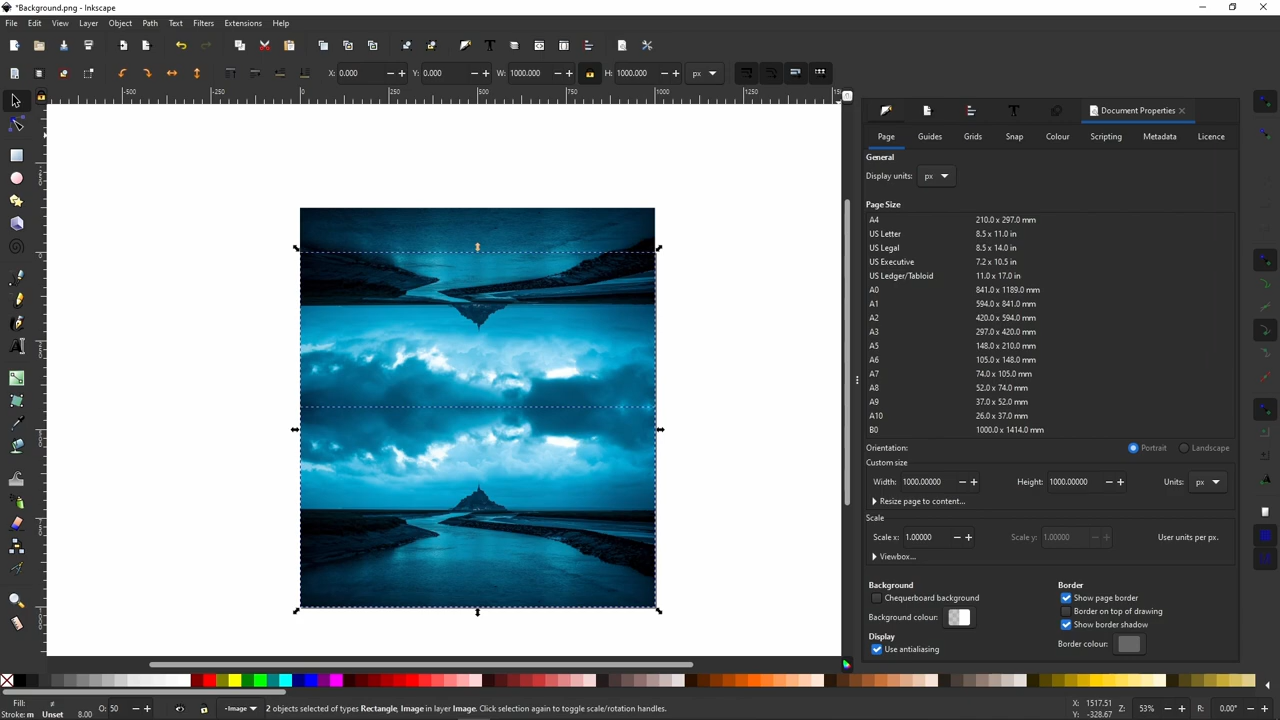 *Background.png - Inkscape
File Edit View Layer Object Path Text Filters Extensions Help
X: 0.000 Y: 0.000 W: 1000.000 H: 1000.000 px
-500 -250 0 250 500 750 1000 1250
Document Properties
Page Guides Grids Snap Colour Scripting Metadata Licence
General
Display units: px
Page Size
A4 210.0 x 297.0 mm
US Letter 8.5 x 11.0 in
US Legal 8.5 x 14.0 in
US Executive 7.2 x 10.5 in
US Ledger/Tabloid 11.0 x 17.0 in
A0 841.0 x 1189.0 mm
A1 594.0 x 841.0 mm
A2 420.0 x 594.0 mm
A3 297.0 x 420.0 mm
A5 148.0 x 210.0 mm
A6 105.0 x 148.0 mm
A7 74.0 x 105.0 mm
A8 52.0 x 74.0 mm
A9 37.0 x 52.0 mm
A10 26.0 x 37.0 mm
B0 1000.0 x 1414.0 mm
Orientation: Portrait Landscape
Custom size
Width: 1000.00000 Height: 1000.00000 Units: px
Resize page to content...
Scale
Scale x: 1.00000 Scale y: 1.00000 User units per px.
Viewbox...
Background Border
Chequerboard background Show page border
Border on top of drawing
Background colour: Show border shadow
Display Border colour:
Use antialiasing
Fill: O: 50 -Image 2 objects selected of types Rectangle, Image in layer Image. Click selection again to toggle scale/rotation handles. X: 1517.51 Z: 53% R: 0.00°
Stroke: m Unset 8.00 Y: -328.67